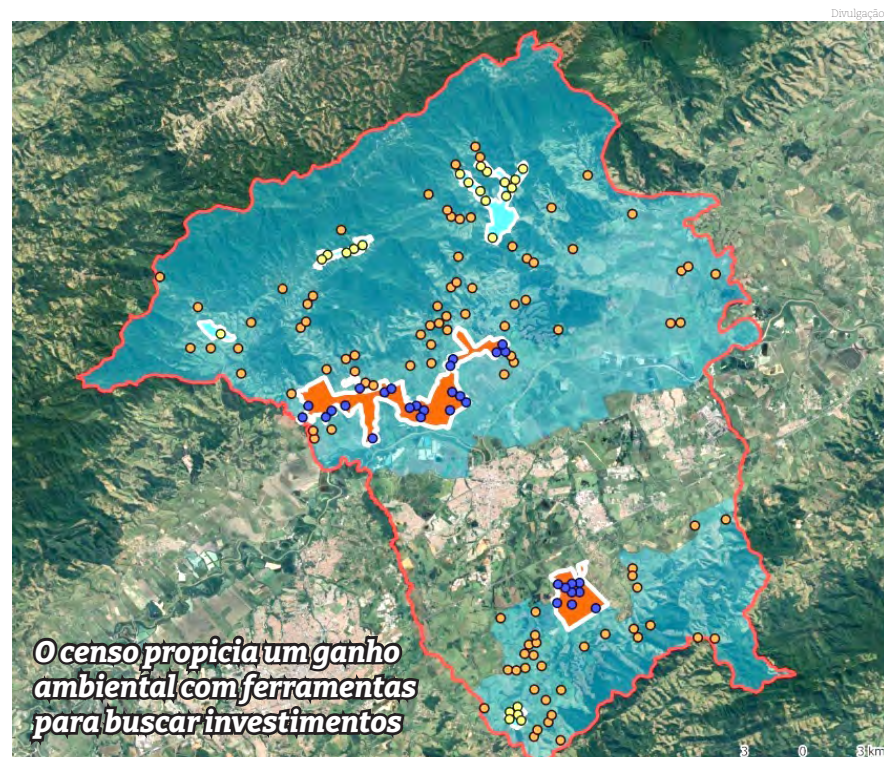 Divulgação
O censo propicia um ganho
ambiental com ferramentas
para buscar investimentos
3 0 3 km